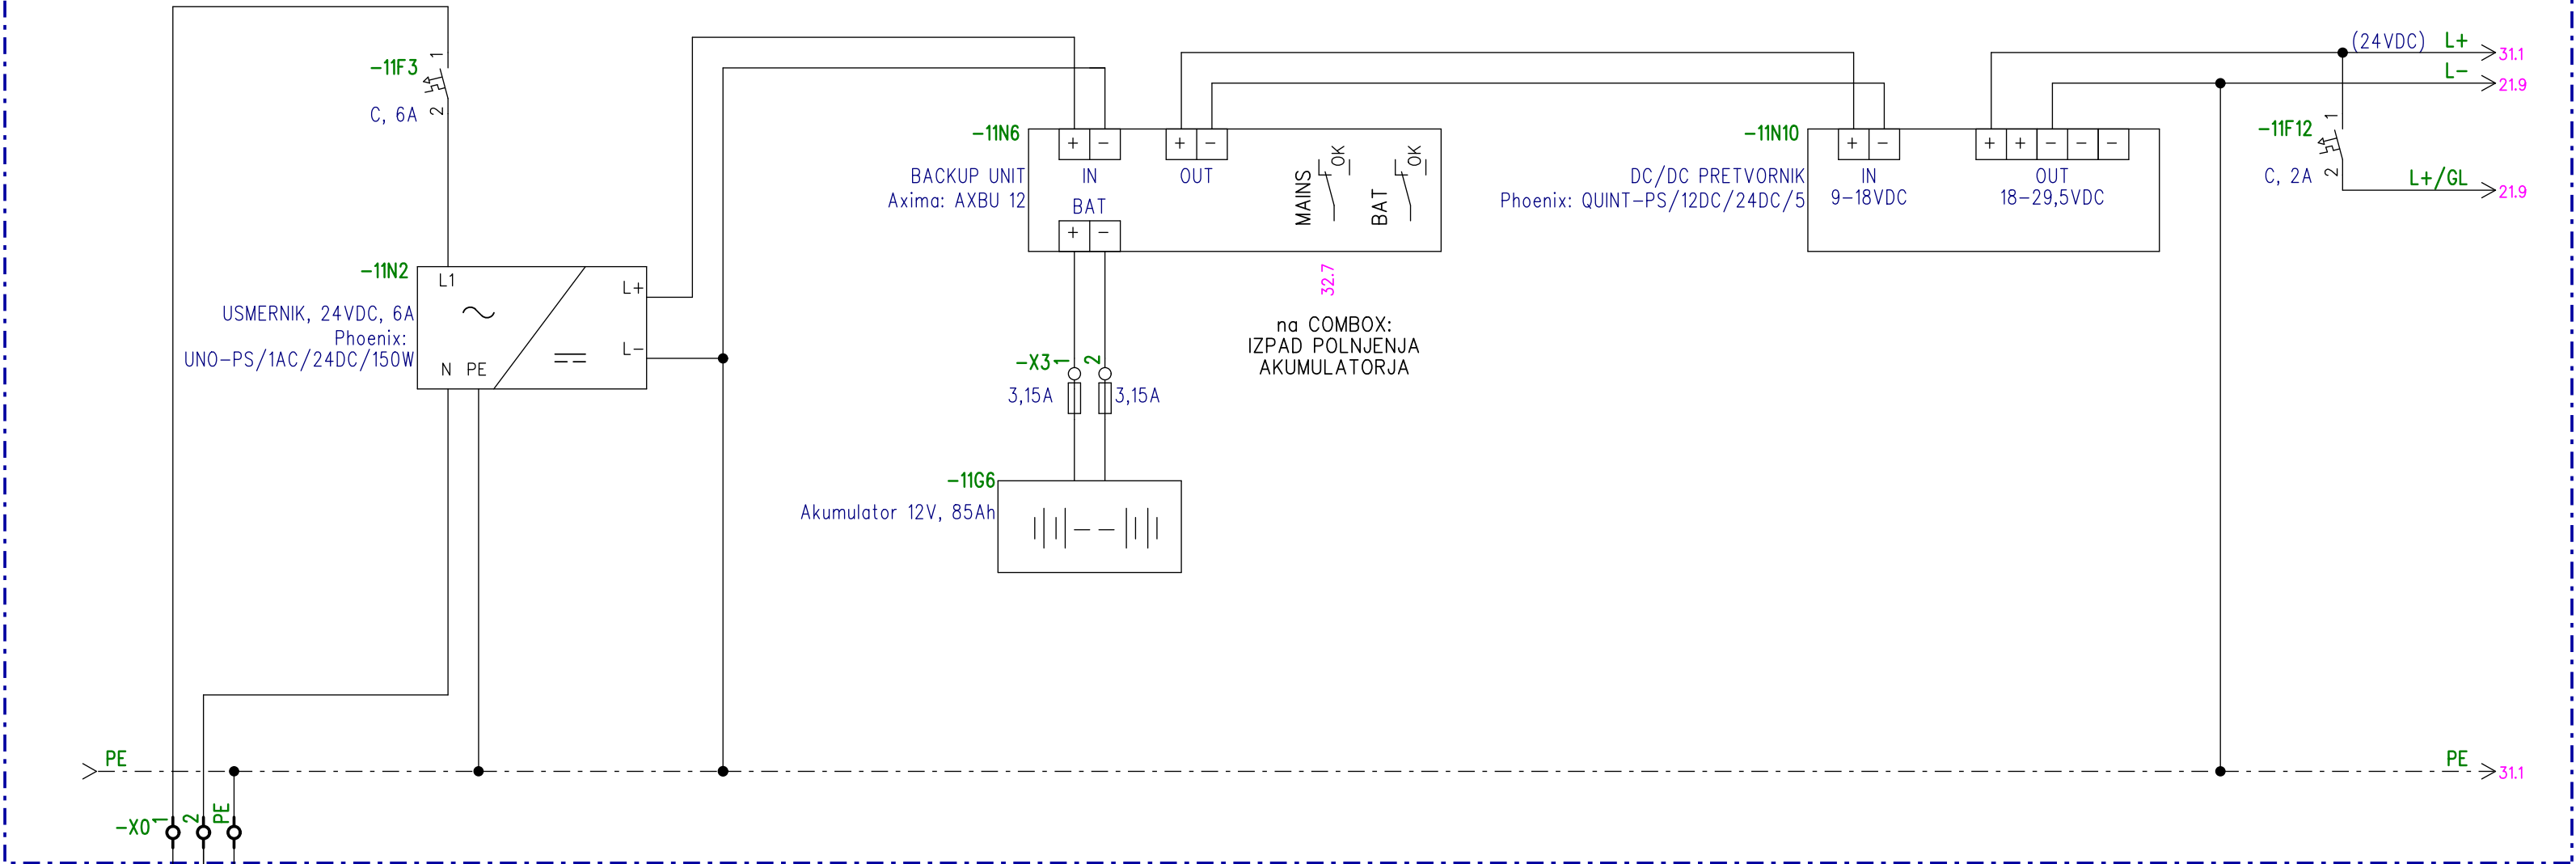 -11F3
1
2
C, 6A
-11N2
USMERNIK, 24VDC, 6A
Phoenix:
UNO-PS/1AC/24DC/150W
L1
N PE
L+
L-
-11N6
BACKUP UNIT
Axima: AXBU 12
+ -
IN
BAT
+ -
+ -
OUT
MAINS
OK
BAT
OK
32.7
na COMBOX:
IZPAD POLNJENJA
AKUMULATORJA
-X3 1 2
3,15A 3,15A
-11G6
Akumulator 12V, 85Ah
-11N10
DC/DC PRETVORNIK
Phoenix: QUINT-PS/12DC/24DC/5
+ -
IN
9-18VDC
+ + - - -
OUT
18-29,5VDC
(24VDC) L+ 31.1
L- 21.9
-11F12
1
2
C, 2A
L+/GL 21.9
PE
PE 31.1
-X0 1 2 PE